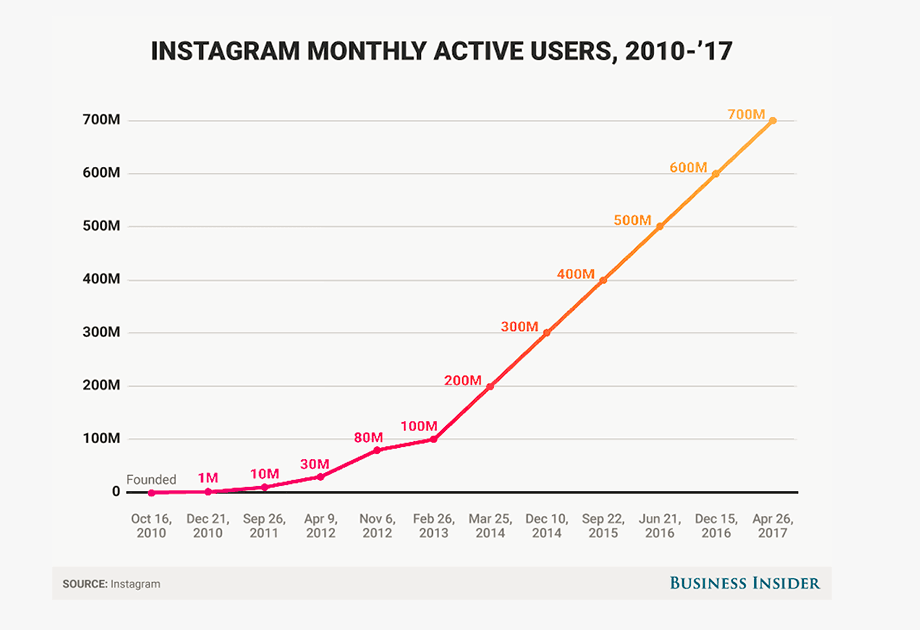 INSTAGRAM MONTHLY ACTIVE USERS, 2010-'17
700M
600M
500M
400M
300M
200M
100M
0
Founded
1M
10M
30M
80M
100M
200M
300M
400M
500M
600M
700M
Oct 16,
2010
Dec 21,
2010
Sep 26,
2011
Apr 9,
2012
Nov 6,
2012
Feb 26,
2013
Mar 25,
2014
Dec 10,
2014
Sep 22,
2015
Jun 21,
2016
Dec 15,
2016
Apr 26,
2017
SOURCE: Instagram
BUSINESS INSIDER